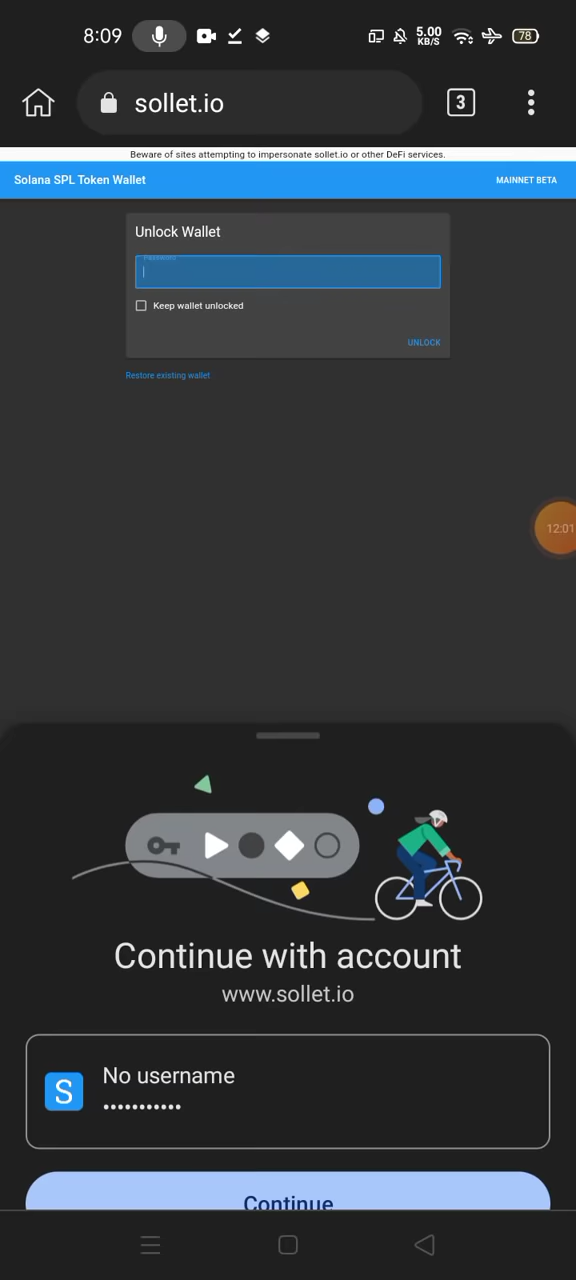 8:09
5.00
KB/S
78
sollet.io
3
Beware of sites attempting to impersonate sollet.io or other DeFi services.
Solana SPL Token Wallet
MAINNET BETA
Unlock Wallet
Password
Keep wallet unlocked
UNLOCK
Restore existing wallet
12:01
Continue with account
www.sollet.io
S
No username
•••••••••••
Continue